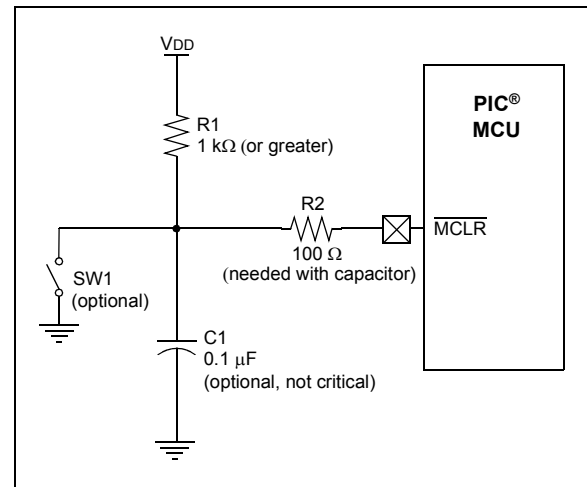 VDD
R1
1 kΩ (or greater)
PIC®
MCU
R2
100 Ω
(needed with capacitor)
MCLR
SW1
(optional)
C1
0.1 μF
(optional, not critical)